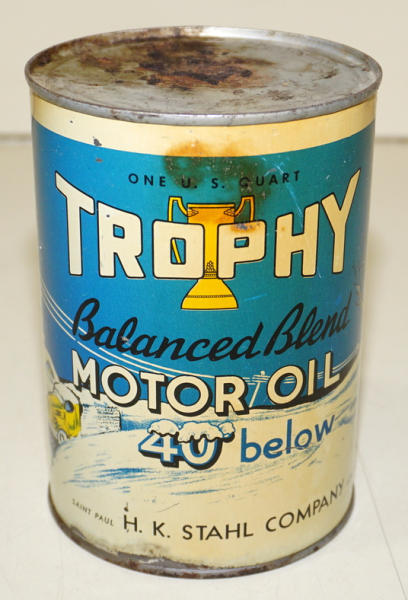 ONE U. S. QUART
TROPHY
Balanced Blend
MOTOR OIL
40 below
SAINT PAUL H. K. STAHL COMPANY